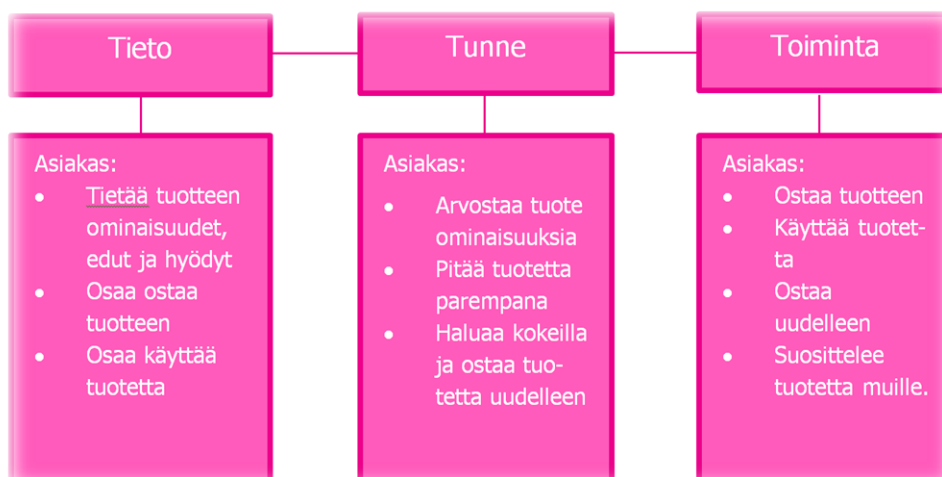 Tieto
Tunne
Toiminta
Asiakas:
• Tietää tuotteen
ominaisuudet,
edut ja hyödyt
• Osaa ostaa
tuotteen
• Osaa käyttää
tuotetta
Asiakas:
• Arvostaa tuote
ominaisuuksia
• Pitää tuotetta
parempana
• Haluaa kokeilla
ja ostaa tuo-
tetta uudelleen
Asiakas:
• Ostaa tuotteen
• Käyttää tuotet-
ta
• Ostaa
uudelleen
• Suosittelee
tuotetta muille.